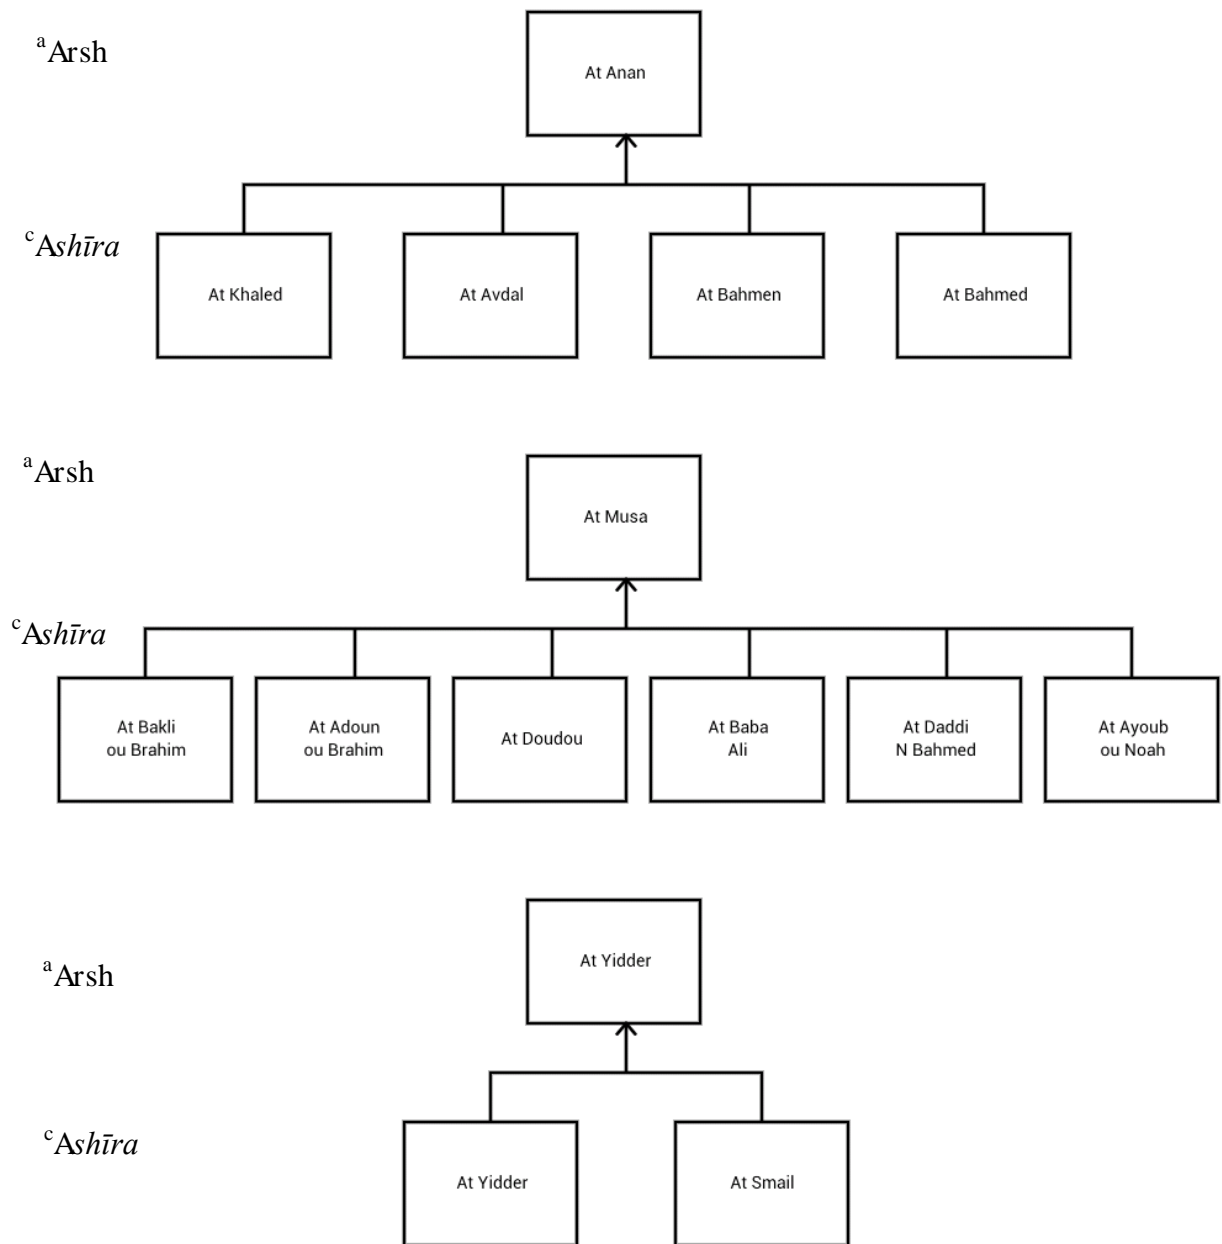 ᵃArsh
At Anan
ᶜAshīra
At Khaled
At Avdal
At Bahmen
At Bahmed
ᵃArsh
At Musa
ᶜAshīra
At Bakli
ou Brahim
At Adoun
ou Brahim
At Doudou
At Baba
Ali
At Daddi
N Bahmed
At Ayoub
ou Noah
ᵃArsh
At Yidder
ᶜAshīra
At Yidder
At Smail